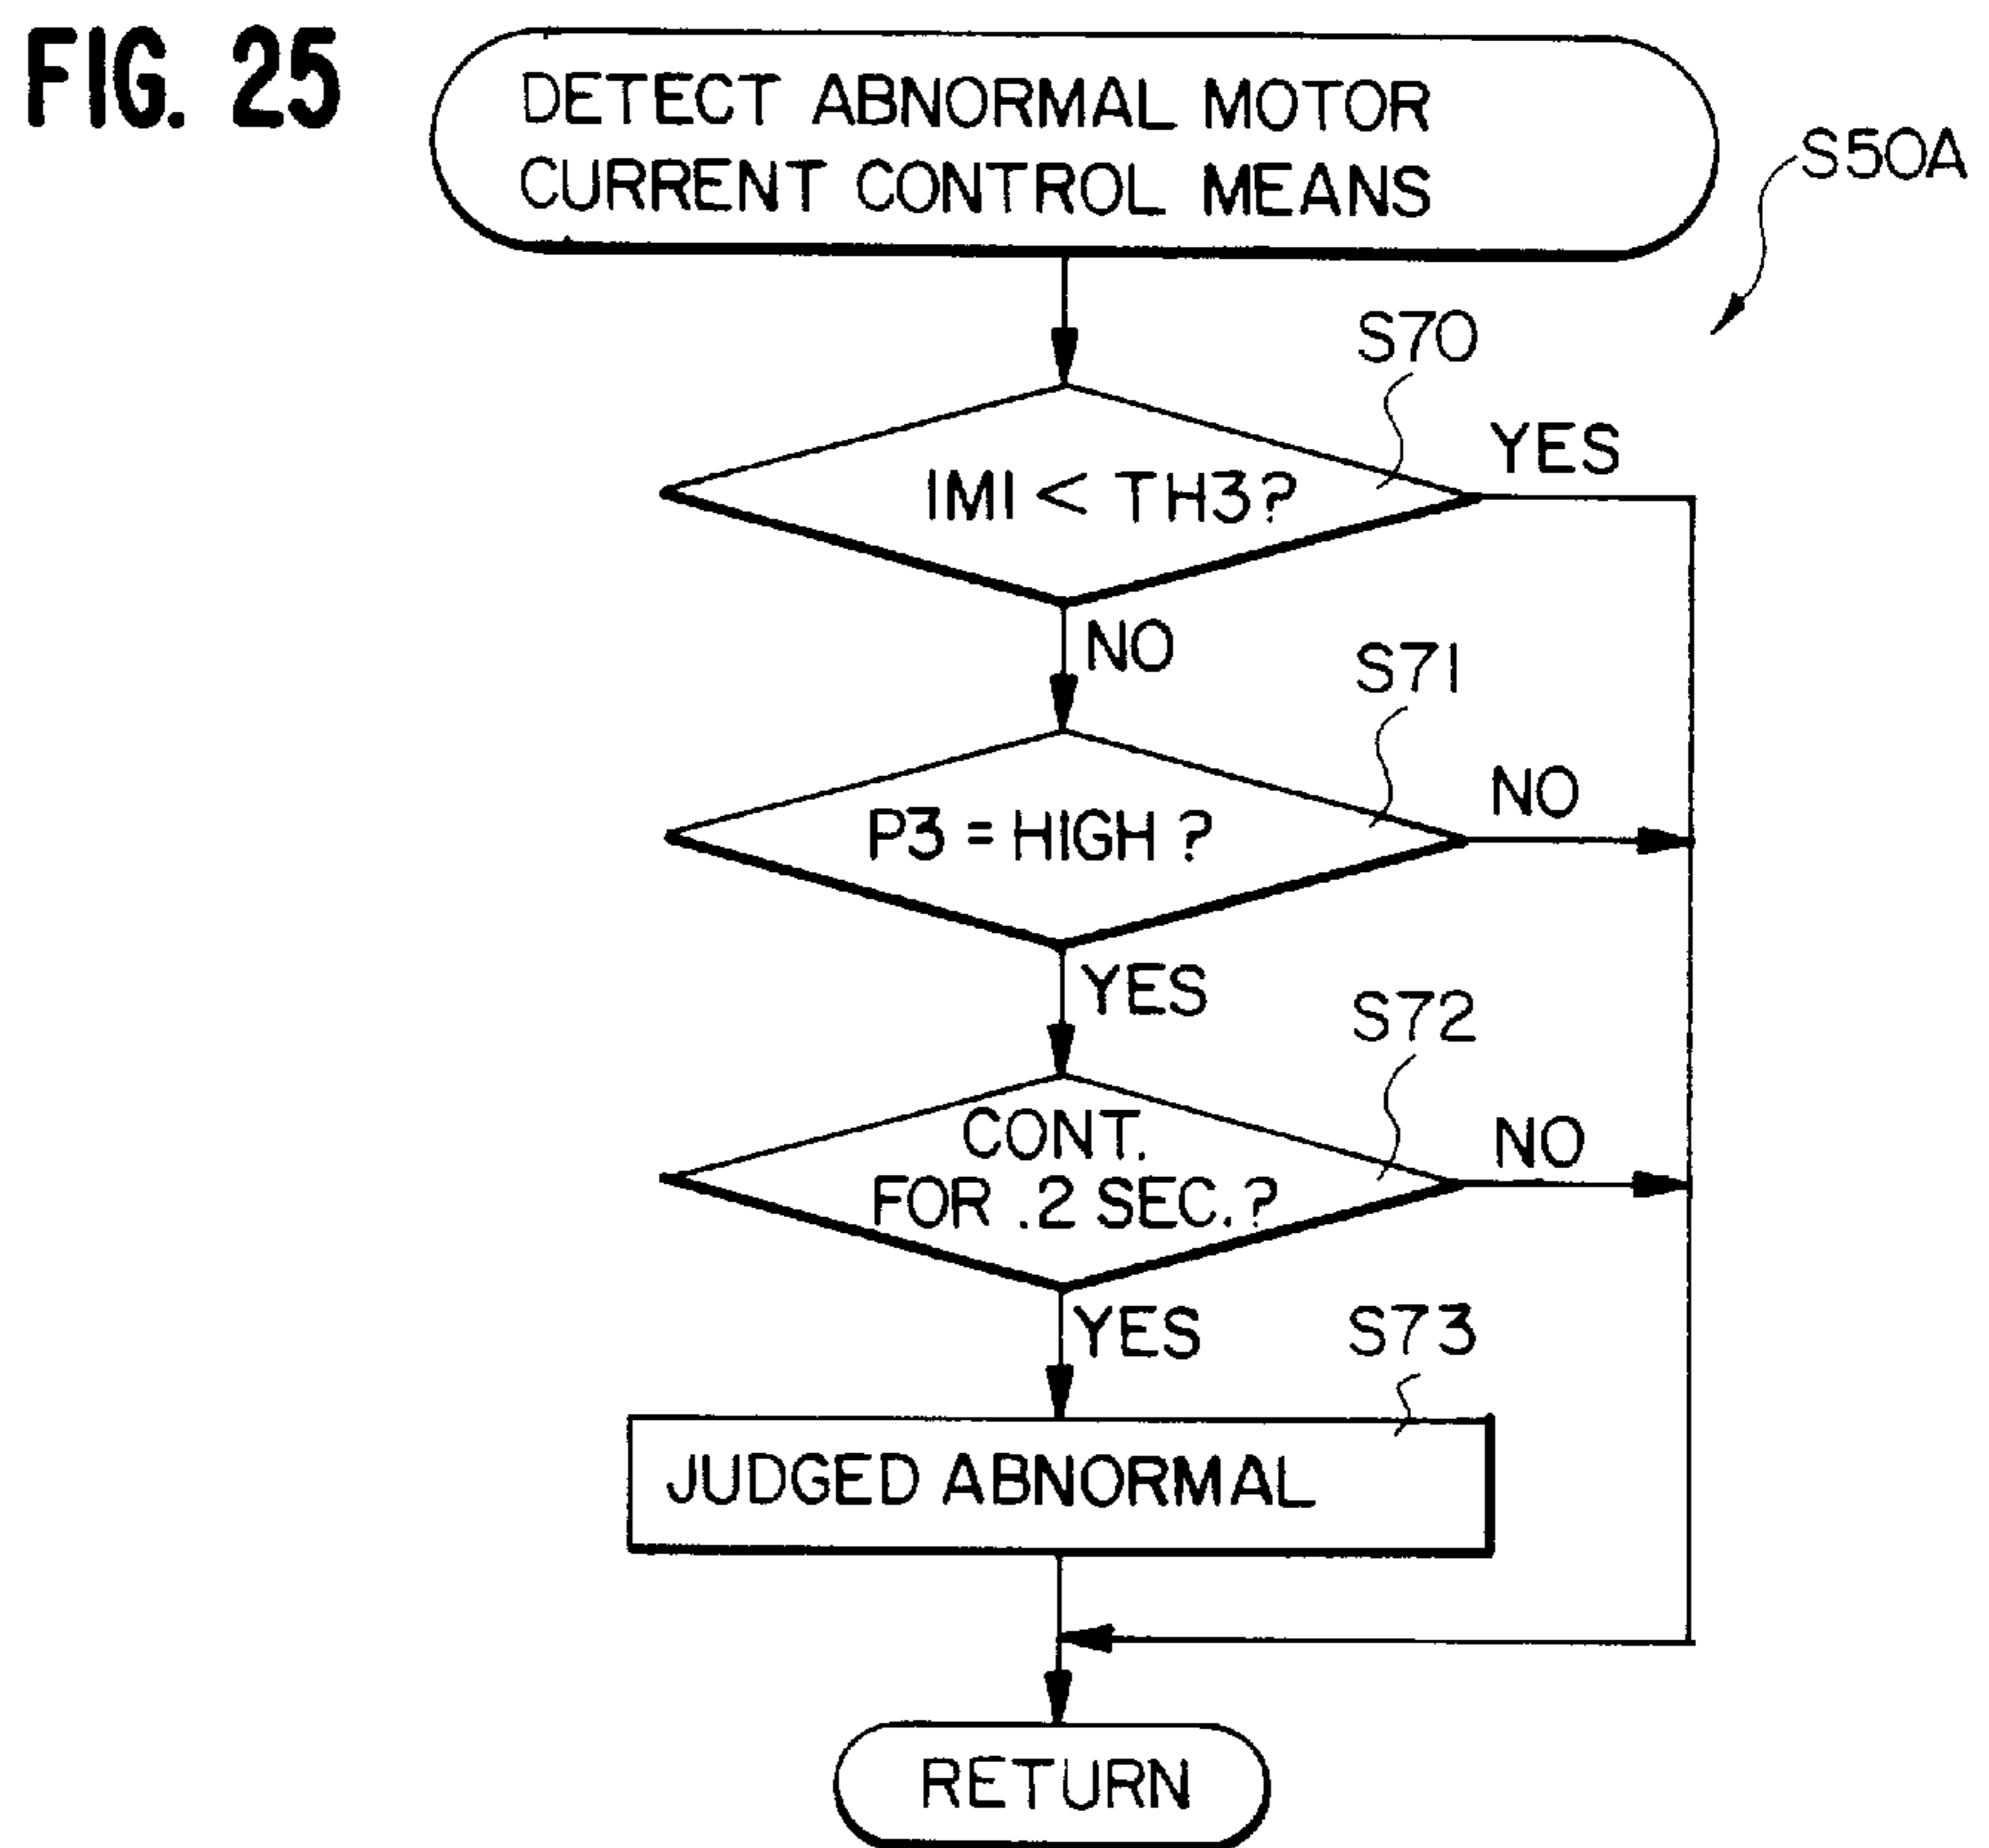 FIG. 25
DETECT ABNORMAL MOTOR
CURRENT CONTROL MEANS
S50A
S70
IMI < TH3?
YES
NO
S71
P3 = HIGH ?
NO
YES
S72
CONT.
FOR .2 SEC.?
NO
YES
S73
JUDGED ABNORMAL
RETURN